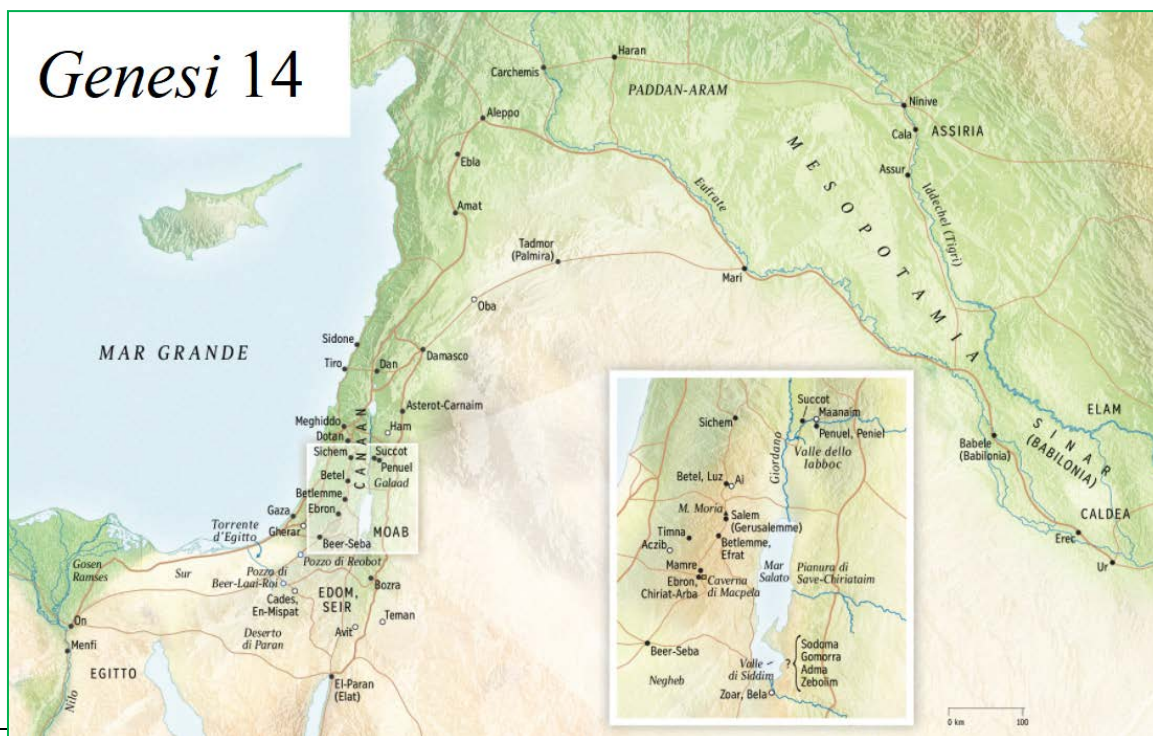 Genesi 14
Haran
Carchemis
PADDAN-ARAM
Ninive
Aleppo
Cala
ASSIRIA
Ebla
MESOPOTAMIA
Assur
Eufrate
Iddechel (Tigri)
Amat
Tadmor
(Palmira)
Mari
Oba
MAR GRANDE
Sidone
Damasco
Tiro
Dan
CANAAN
Asterot-Carnaim
Meghiddo
Ham
Dotan
Sichem
Succot
Penuel
Betel
Galaad
Betlemme
Ebron
Gaza
MOAB
Torrente
d'Egitto
Gherar
Beer-Seba
Gosen
Ramses
Sur
Pozzo di
Beer-Laai-Roi
Pozzo di Reobot
Bozra
Cades,
En-Mispat
EDOM,
SEIR
Teman
On
Avit
Menfi
Deserto
di Paran
EGITTO
El-Paran
(Elat)
Nilo
ELAM
SINAR
(BABILONIA)
Babele
(Babilonia)
CALDEA
Erec
Ur
Succot
Maanaim
Sichem
Penuel, Peniel
Giordano
Valle dello
Iabboc
Betel, Luz
Ai
M. Moria
Salem
(Gerusalemme)
Timna
Betlemme,
Efrat
Aczib
Mamre
Mar
Salato
Pianura di
Save-Chiriataim
Ebron,
Chiriat-Arba
Caverna
di Macpela
Beer-Seba
Negheb
Valle
di Siddim
?
Sodoma
Gomorra
Adma
Zeboim
Zoar, Bela
0 km 100